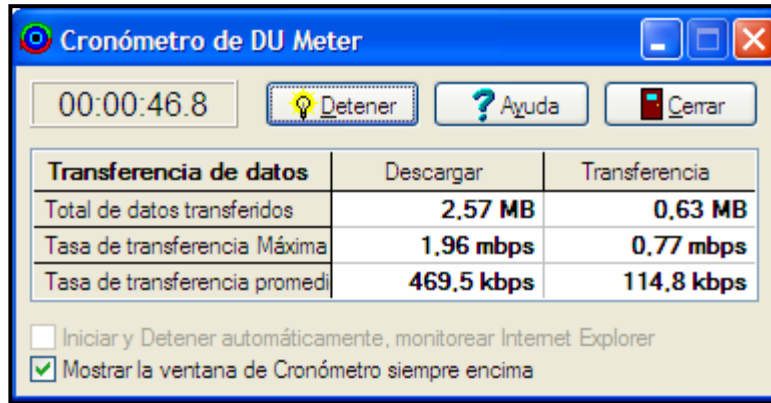 Cronómetro de DU Meter
00:00:46.8 Detener Ayuda Cerrar
Transferencia de datos Descargar Transferencia
Total de datos transferidos 2,57 MB 0,63 MB
Tasa de transferencia Máxima 1,96 mbps 0,77 mbps
Tasa de transferencia promedi 469,5 kbps 114,8 kbps
Iniciar y Detener automáticamente, monitorear Internet Explorer
Mostrar la ventana de Cronómetro siempre encima